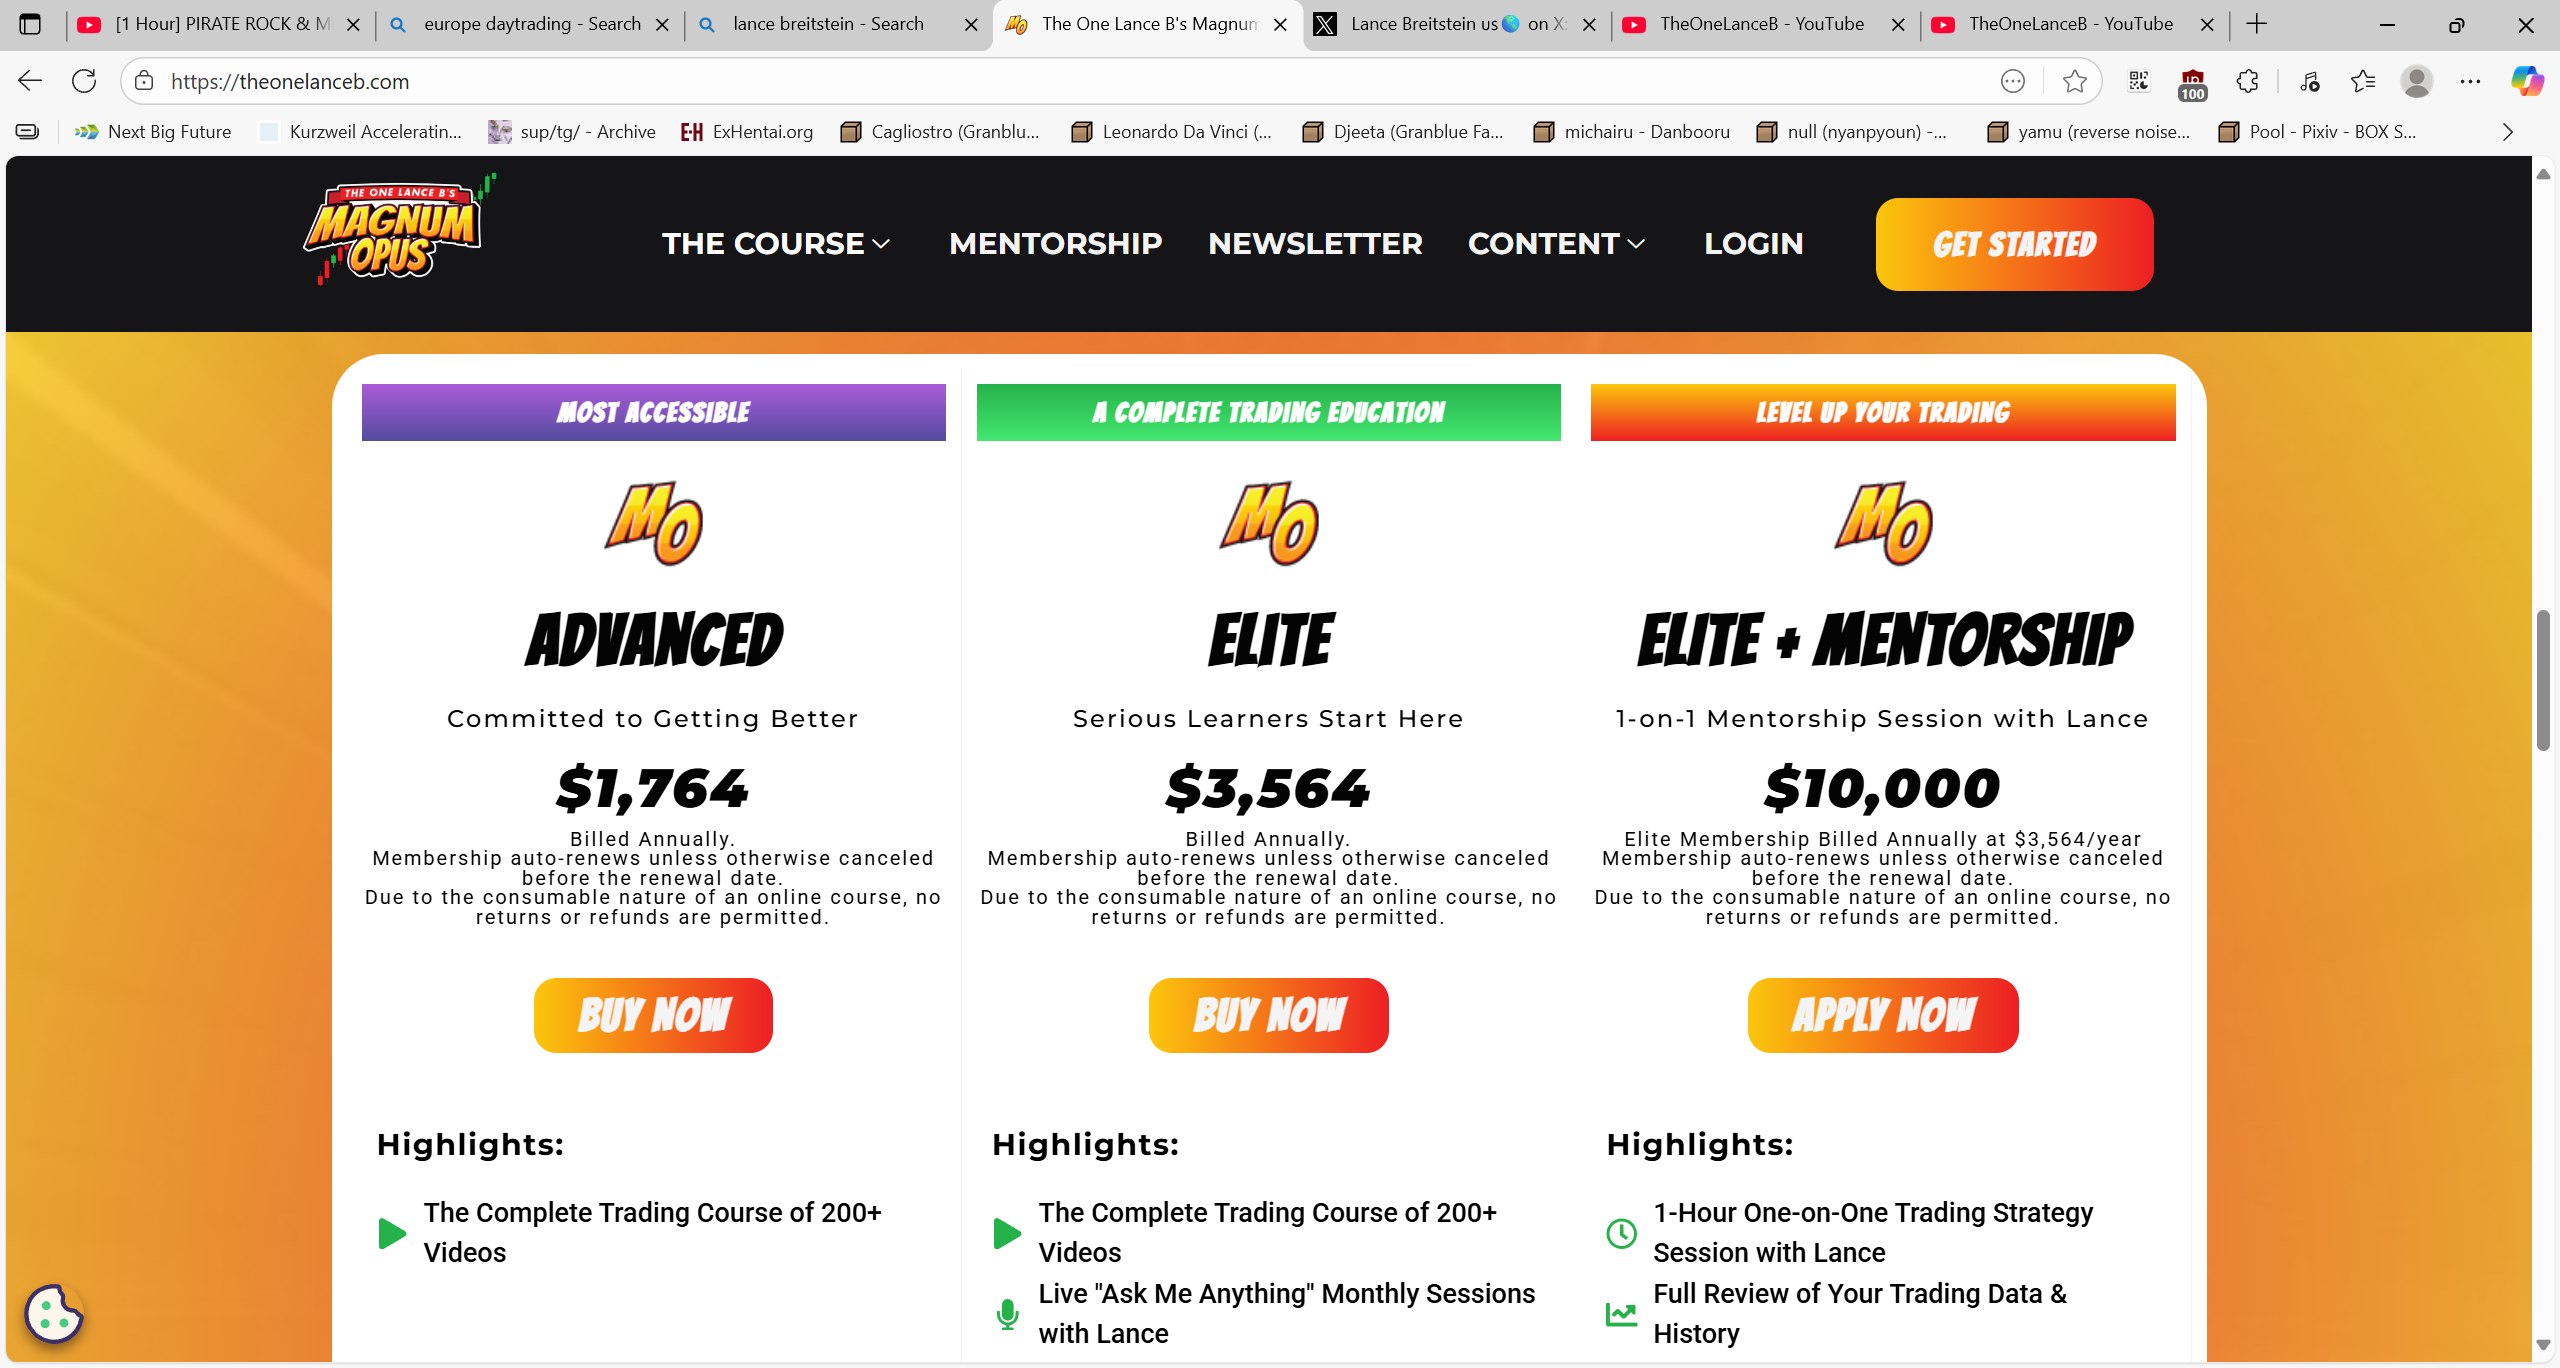 [1 Hour] PIRATE ROCK & M
europe daytrading - Search
lance breitstein - Search
The One Lance B's Magnum
Lance Breitstein us🌎 on X:
TheOneLanceB - YouTube
TheOneLanceB - YouTube
https://theonelanceb.com
100
Next Big Future
Kurzweil Acceleratin...
sup/tg/ - Archive
E·H ExHentai.org
Cagliostro (Granblu...
Leonardo Da Vinci (...
Djeeta (Granblue Fa...
michairu - Danbooru
null (nyanpyoun) -...
yamu (reverse noise...
Pool - Pixiv - BOX S...
THE ONE LANCE B'S
MAGNUM
OPUS
THE COURSE
MENTORSHIP
NEWSLETTER
CONTENT
LOGIN
GET STARTED
MOST ACCESSIBLE
MO
ADVANCED
Committed to Getting Better
$1,764
Billed Annually.
Membership auto-renews unless otherwise canceled
before the renewal date.
Due to the consumable nature of an online course, no
returns or refunds are permitted.
BUY NOW
Highlights:
The Complete Trading Course of 200+
Videos
A COMPLETE TRADING EDUCATION
MO
ELITE
Serious Learners Start Here
$3,564
Billed Annually.
Membership auto-renews unless otherwise canceled
before the renewal date.
Due to the consumable nature of an online course, no
returns or refunds are permitted.
BUY NOW
Highlights:
The Complete Trading Course of 200+
Videos
Live "Ask Me Anything" Monthly Sessions
with Lance
LEVEL UP YOUR TRADING
MO
ELITE + MENTORSHIP
1-on-1 Mentorship Session with Lance
$10,000
Elite Membership Billed Annually at $3,564/year
Membership auto-renews unless otherwise canceled
before the renewal date.
Due to the consumable nature of an online course, no
returns or refunds are permitted.
APPLY NOW
Highlights:
1-Hour One-on-One Trading Strategy
Session with Lance
Full Review of Your Trading Data &
History